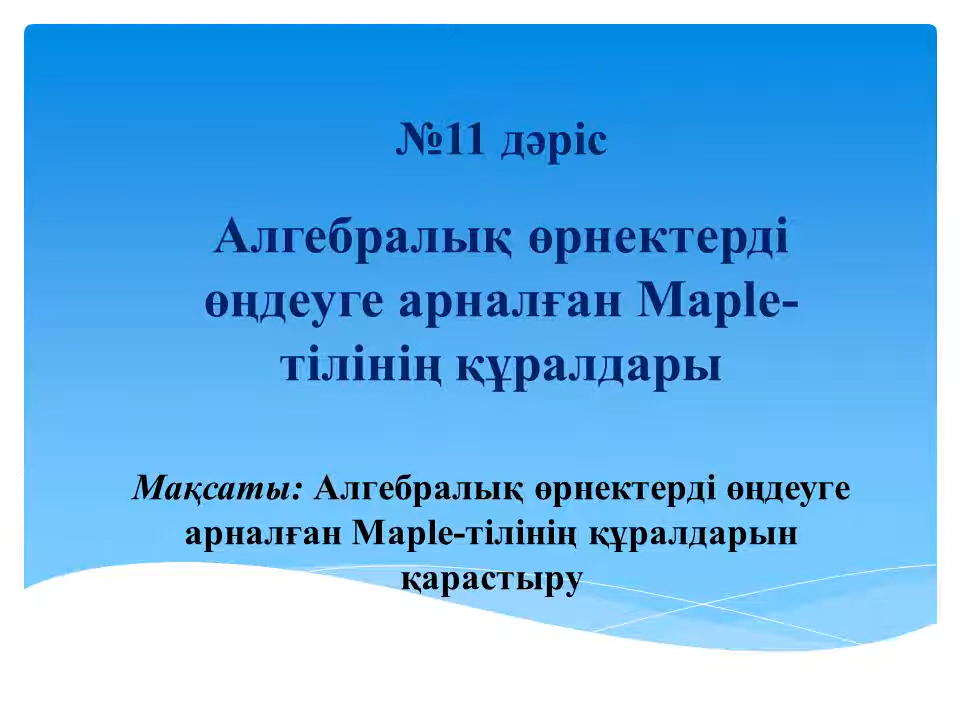 №11 дәріс
Алгебралық өрнектерді
өңдеуге арналған Maple-
тілінің құралдары
Мақсаты: Алгебралық өрнектерді өңдеуге
арналған Maple-тілінің құралдарын
қарастыру